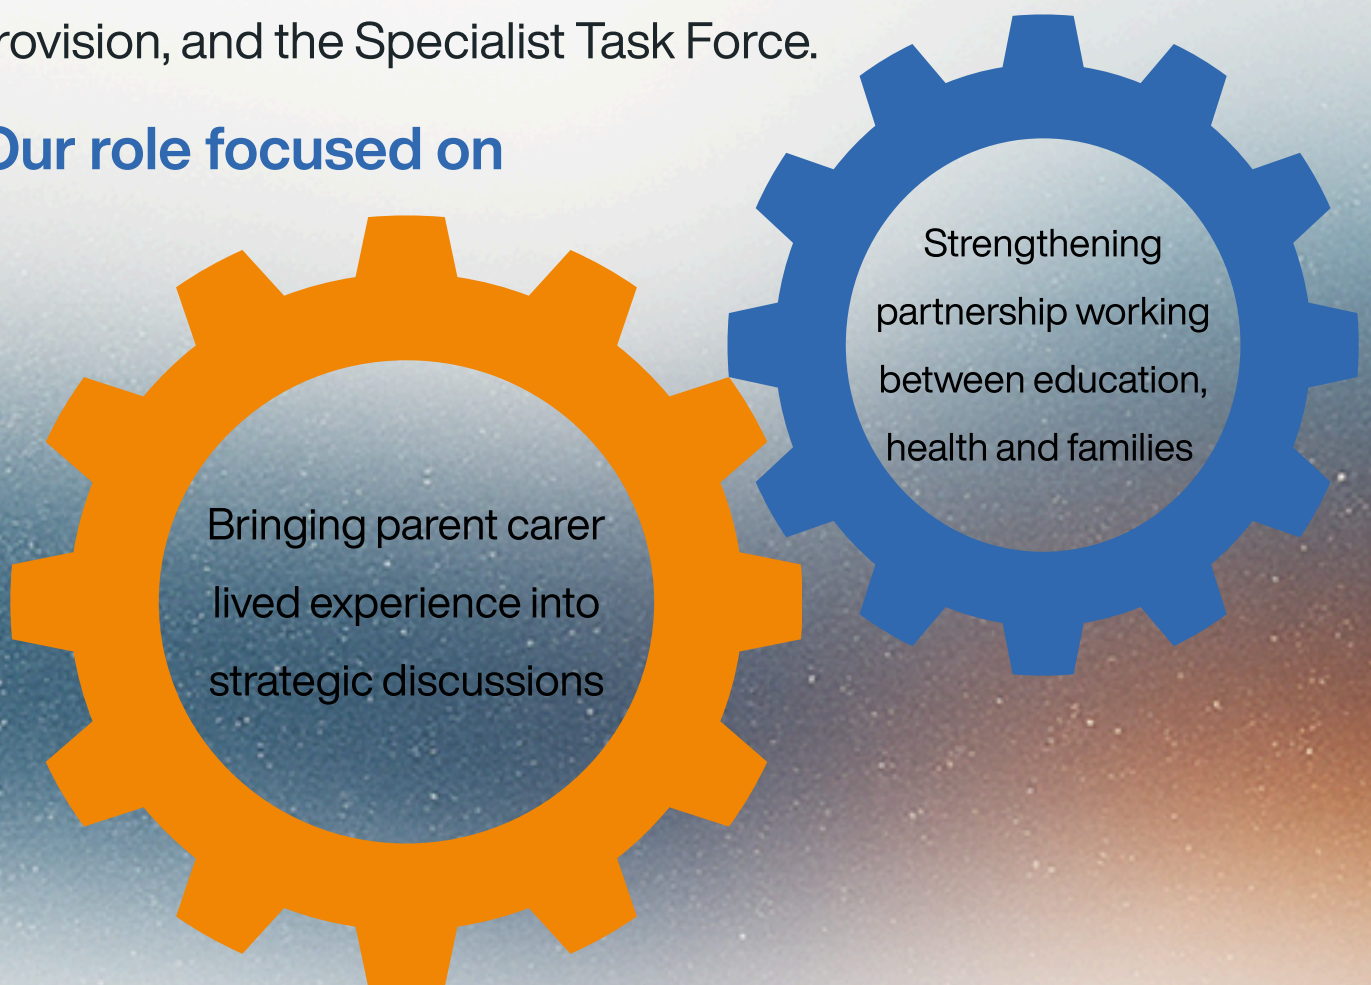 rovision, and the Specialist Task Force.
Our role focused on
Strengthening
partnership working
between education,
health and families
Bringing parent carer
lived experience into
strategic discussions